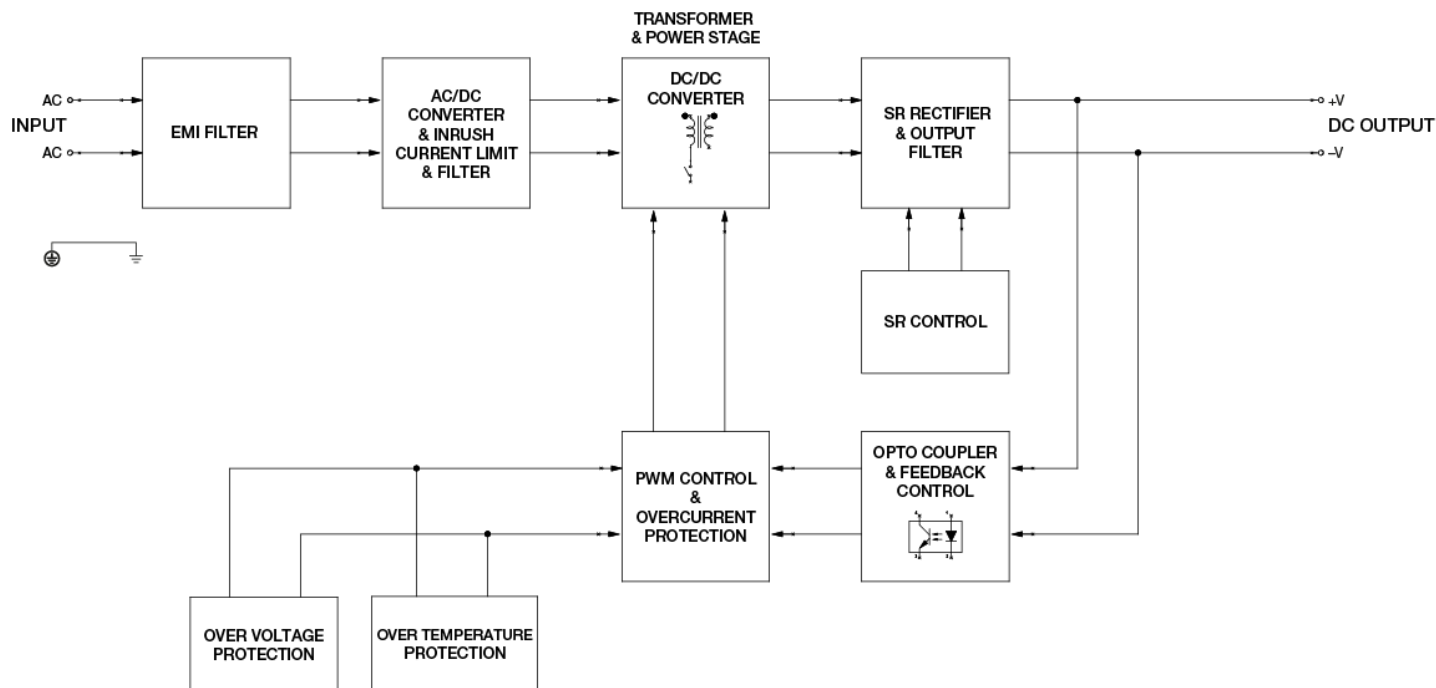 TRANSFORMER
& POWER STAGE
AC
INPUT
AC
EMI FILTER
AC/DC
CONVERTER
& INRUSH
CURRENT LIMIT
& FILTER
DC/DC
CONVERTER
SR RECTIFIER
& OUTPUT
FILTER
+V
DC OUTPUT
–V
SR CONTROL
PWM CONTROL
&
OVERCURRENT
PROTECTION
OPTO COUPLER
& FEEDBACK
CONTROL
OVER VOLTAGE
PROTECTION
OVER TEMPERATURE
PROTECTION